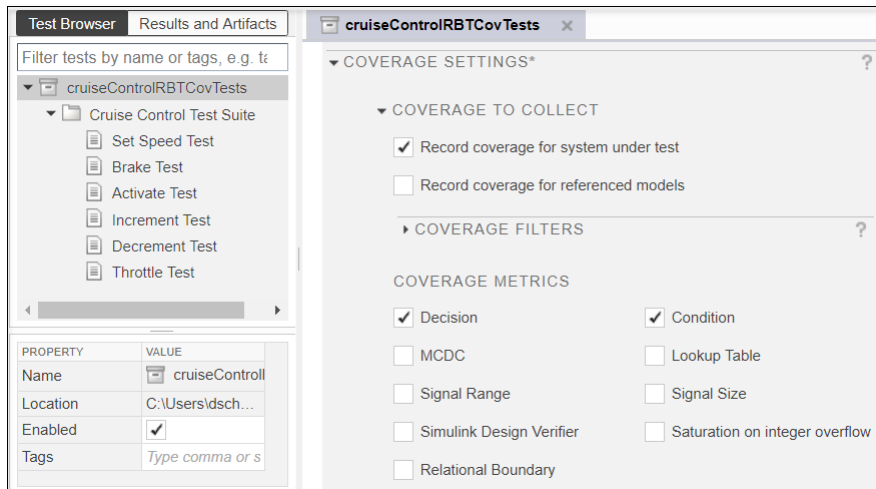 Test Browser
Results and Artifacts
Filter tests by name or tags, e.g. ta
cruiseControlRBTCovTests
Cruise Control Test Suite
Set Speed Test
Brake Test
Activate Test
Increment Test
Decrement Test
Throttle Test
PROPERTY VALUE
Name cruiseControll
Location C:\Users\dsch...
Enabled
Tags Type comma or s
cruiseControlRBTCovTests ×
COVERAGE SETTINGS* ?
COVERAGE TO COLLECT
Record coverage for system under test
Record coverage for referenced models
COVERAGE FILTERS ?
COVERAGE METRICS
Decision Condition
MCDC Lookup Table
Signal Range Signal Size
Simulink Design Verifier Saturation on integer overflow
Relational Boundary